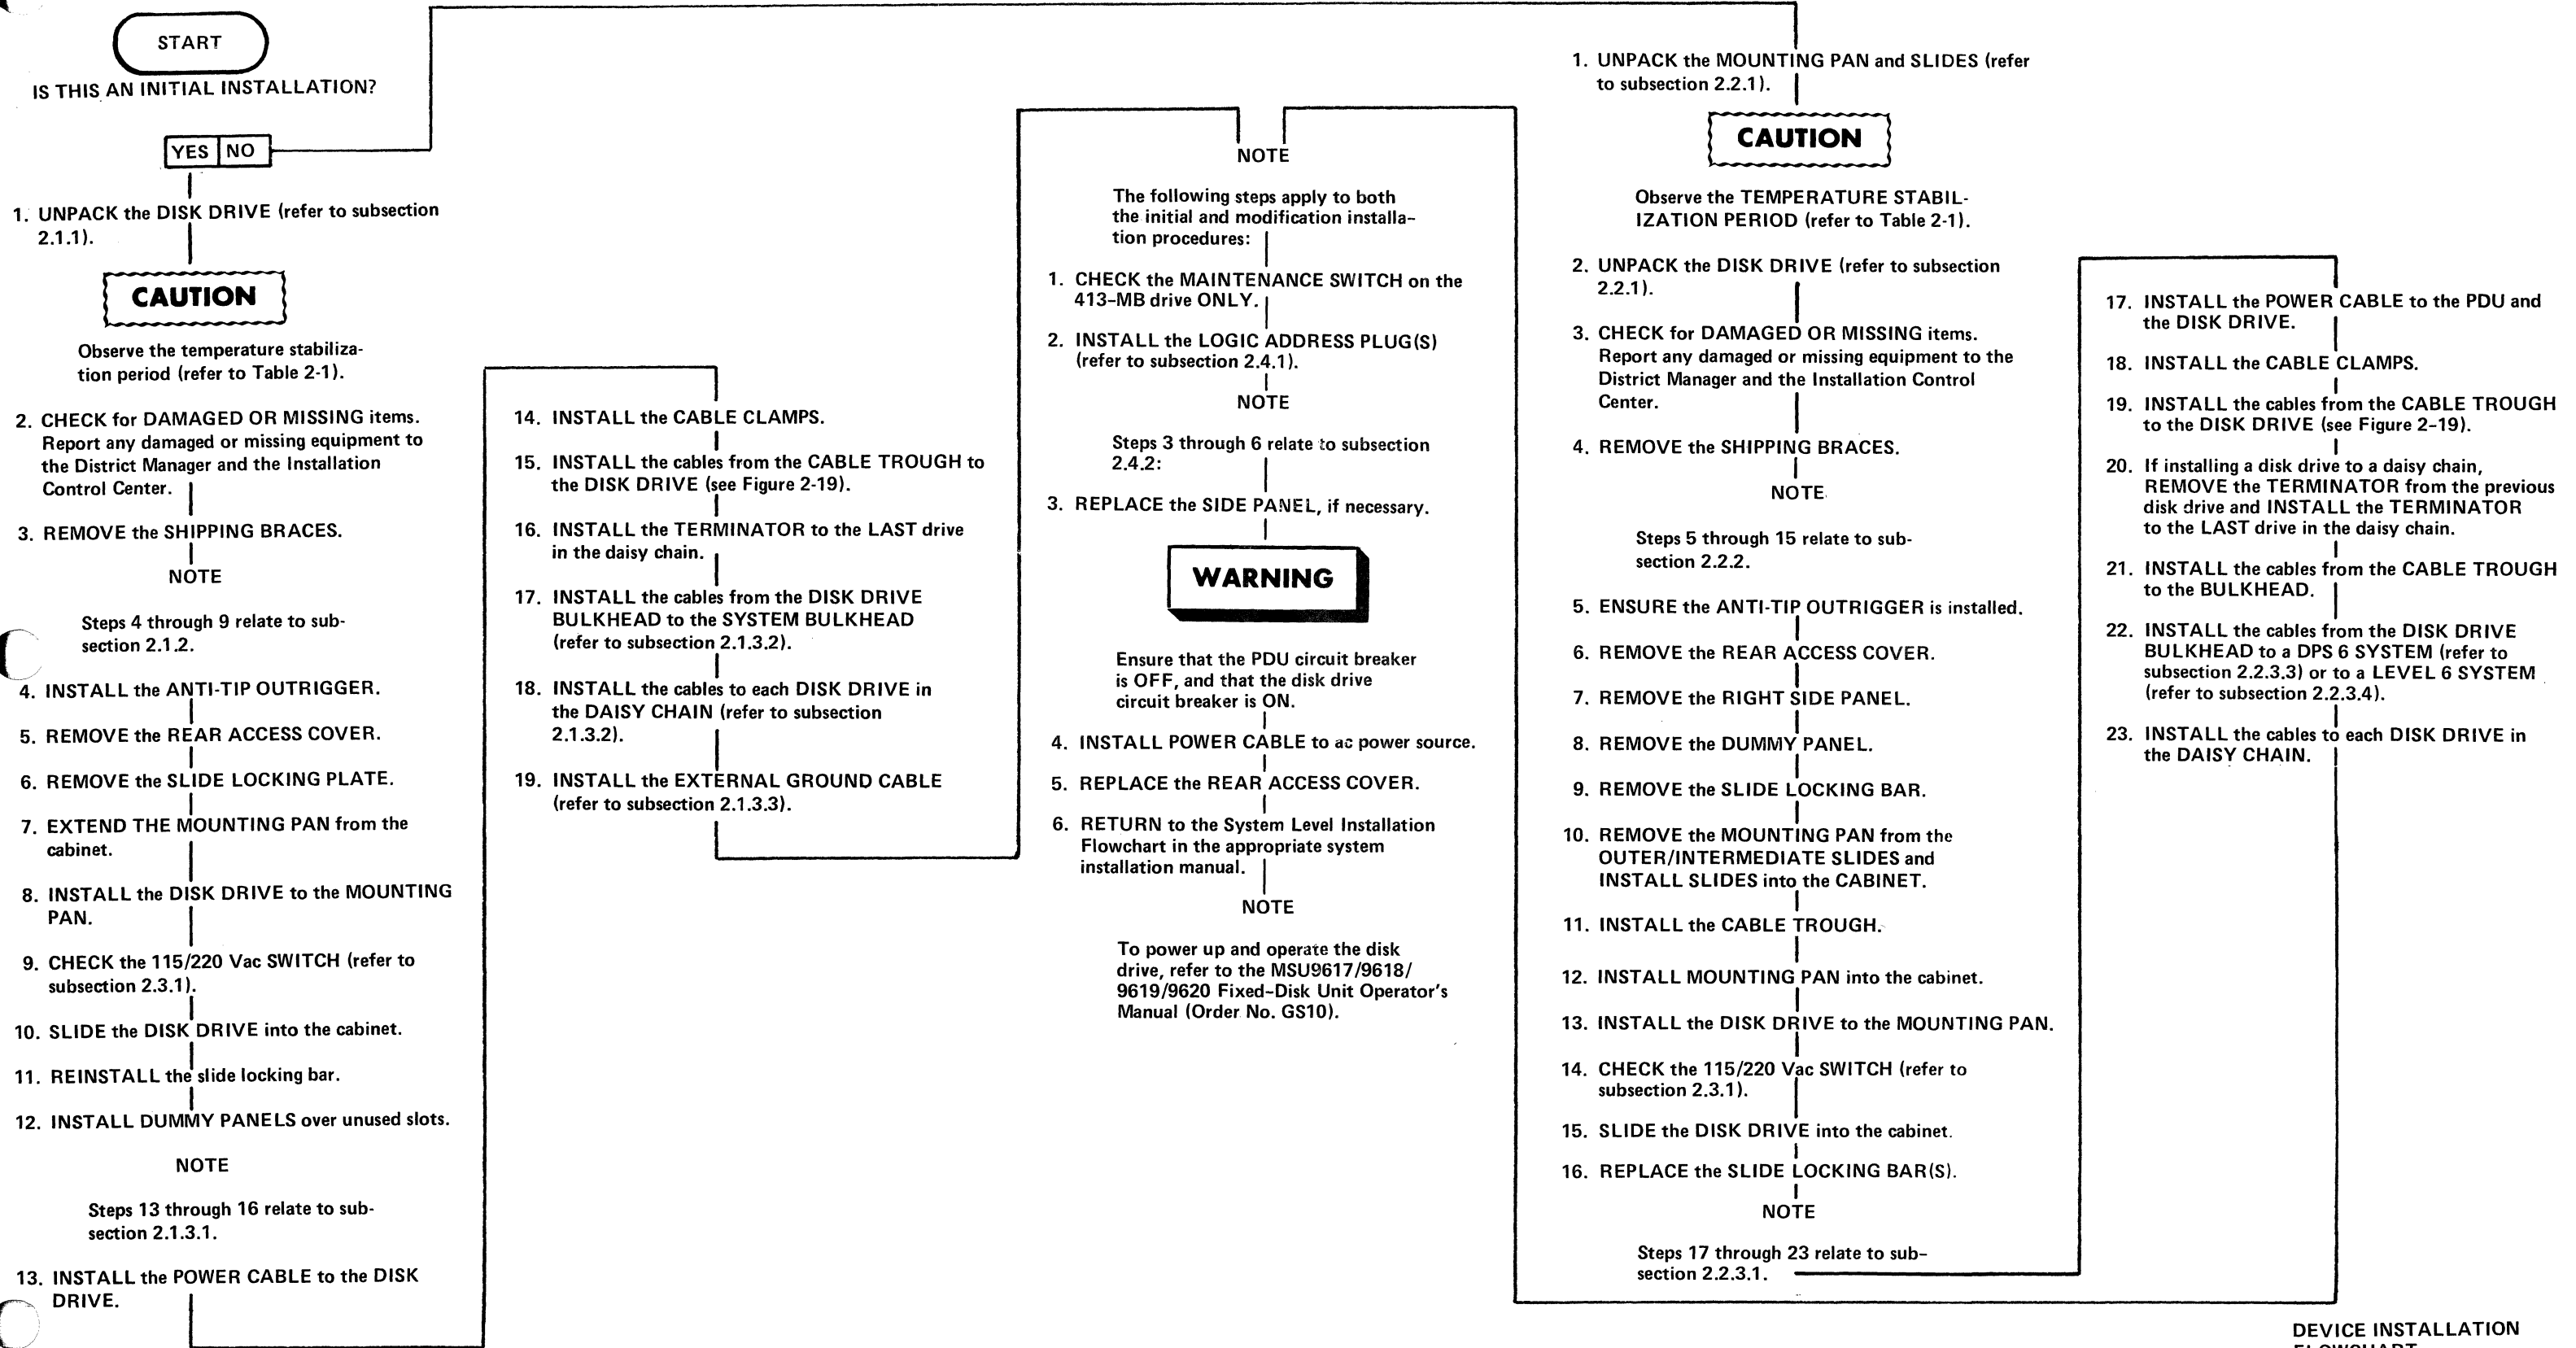 START
IS THIS AN INITIAL INSTALLATION?
YES NO
1. UNPACK the DISK DRIVE (refer to subsection
2.1.1).
CAUTION
Observe the temperature stabiliza-
tion period (refer to Table 2-1).
2. CHECK for DAMAGED OR MISSING items.
Report any damaged or missing equipment to
the District Manager and the Installation
Control Center.
3. REMOVE the SHIPPING BRACES.
NOTE
Steps 4 through 9 relate to sub-
section 2.1.2.
4. INSTALL the ANTI-TIP OUTRIGGER.
5. REMOVE the REAR ACCESS COVER.
6. REMOVE the SLIDE LOCKING PLATE.
7. EXTEND THE MOUNTING PAN from the
cabinet.
8. INSTALL the DISK DRIVE to the MOUNTING
PAN.
9. CHECK the 115/220 Vac SWITCH (refer to
subsection 2.3.1).
10. SLIDE the DISK DRIVE into the cabinet.
11. REINSTALL the slide locking bar.
12. INSTALL DUMMY PANELS over unused slots.
NOTE
Steps 13 through 16 relate to sub-
section 2.1.3.1.
13. INSTALL the POWER CABLE to the DISK
DRIVE.
14. INSTALL the CABLE CLAMPS.
15. INSTALL the cables from the CABLE TROUGH to
the DISK DRIVE (see Figure 2-19).
16. INSTALL the TERMINATOR to the LAST drive
in the daisy chain.
17. INSTALL the cables from the DISK DRIVE
BULKHEAD to the SYSTEM BULKHEAD
(refer to subsection 2.1.3.2).
18. INSTALL the cables to each DISK DRIVE in
the DAISY CHAIN (refer to subsection
2.1.3.2).
19. INSTALL the EXTERNAL GROUND CABLE
(refer to subsection 2.1.3.3).
NOTE
The following steps apply to both
the initial and modification installa-
tion procedures:
1. CHECK the MAINTENANCE SWITCH on the
413-MB drive ONLY.
2. INSTALL the LOGIC ADDRESS PLUG(S)
(refer to subsection 2.4.1).
NOTE
Steps 3 through 6 relate to subsection
2.4.2:
3. REPLACE the SIDE PANEL, if necessary.
WARNING
Ensure that the PDU circuit breaker
is OFF, and that the disk drive
circuit breaker is ON.
4. INSTALL POWER CABLE to ac power source.
5. REPLACE the REAR ACCESS COVER.
6. RETURN to the System Level Installation
Flowchart in the appropriate system
installation manual.
NOTE
To power up and operate the disk
drive, refer to the MSU9617/9618/
9619/9620 Fixed-Disk Unit Operator's
Manual (Order No. GS10).
1. UNPACK the MOUNTING PAN and SLIDES (refer
to subsection 2.2.1).
CAUTION
Observe the TEMPERATURE STABIL-
IZATION PERIOD (refer to Table 2-1).
2. UNPACK the DISK DRIVE (refer to subsection
2.2.1).
3. CHECK for DAMAGED OR MISSING items.
Report any damaged or missing equipment to the
District Manager and the Installation Control
Center.
4. REMOVE the SHIPPING BRACES.
NOTE
Steps 5 through 15 relate to sub-
section 2.2.2.
5. ENSURE the ANTI-TIP OUTRIGGER is installed.
6. REMOVE the REAR ACCESS COVER.
7. REMOVE the RIGHT SIDE PANEL.
8. REMOVE the DUMMY PANEL.
9. REMOVE the SLIDE LOCKING BAR.
10. REMOVE the MOUNTING PAN from the
OUTER/INTERMEDIATE SLIDES and
INSTALL SLIDES into the CABINET.
11. INSTALL the CABLE TROUGH.
12. INSTALL MOUNTING PAN into the cabinet.
13. INSTALL the DISK DRIVE to the MOUNTING PAN.
14. CHECK the 115/220 Vac SWITCH (refer to
subsection 2.3.1).
15. SLIDE the DISK DRIVE into the cabinet.
16. REPLACE the SLIDE LOCKING BAR(S).
NOTE
Steps 17 through 23 relate to sub-
section 2.2.3.1.
17. INSTALL the POWER CABLE to the PDU and
the DISK DRIVE.
18. INSTALL the CABLE CLAMPS.
19. INSTALL the cables from the CABLE TROUGH
to the DISK DRIVE (see Figure 2-19).
20. If installing a disk drive to a daisy chain,
REMOVE the TERMINATOR from the previous
disk drive and INSTALL the TERMINATOR
to the LAST drive in the daisy chain.
21. INSTALL the cables from the CABLE TROUGH
to the BULKHEAD.
22. INSTALL the cables from the DISK DRIVE
BULKHEAD to a DPS 6 SYSTEM (refer to
subsection 2.2.3.3) or to a LEVEL 6 SYSTEM
(refer to subsection 2.2.3.4).
23. INSTALL the cables to each DISK DRIVE in
the DAISY CHAIN.
DEVICE INSTALLATION